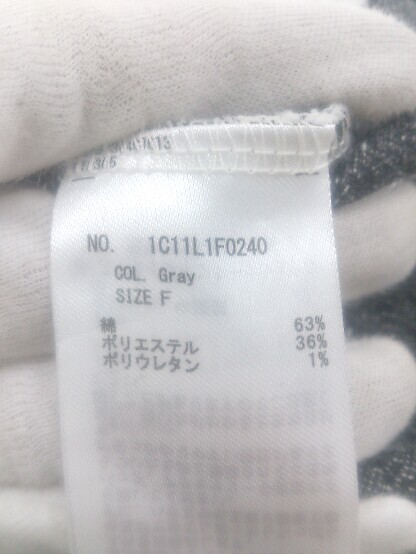 NO. 1C11L1F0240
COL. Gray
SIZE F
綿 63%
ポリエステル 36%
ポリウレタン 1%